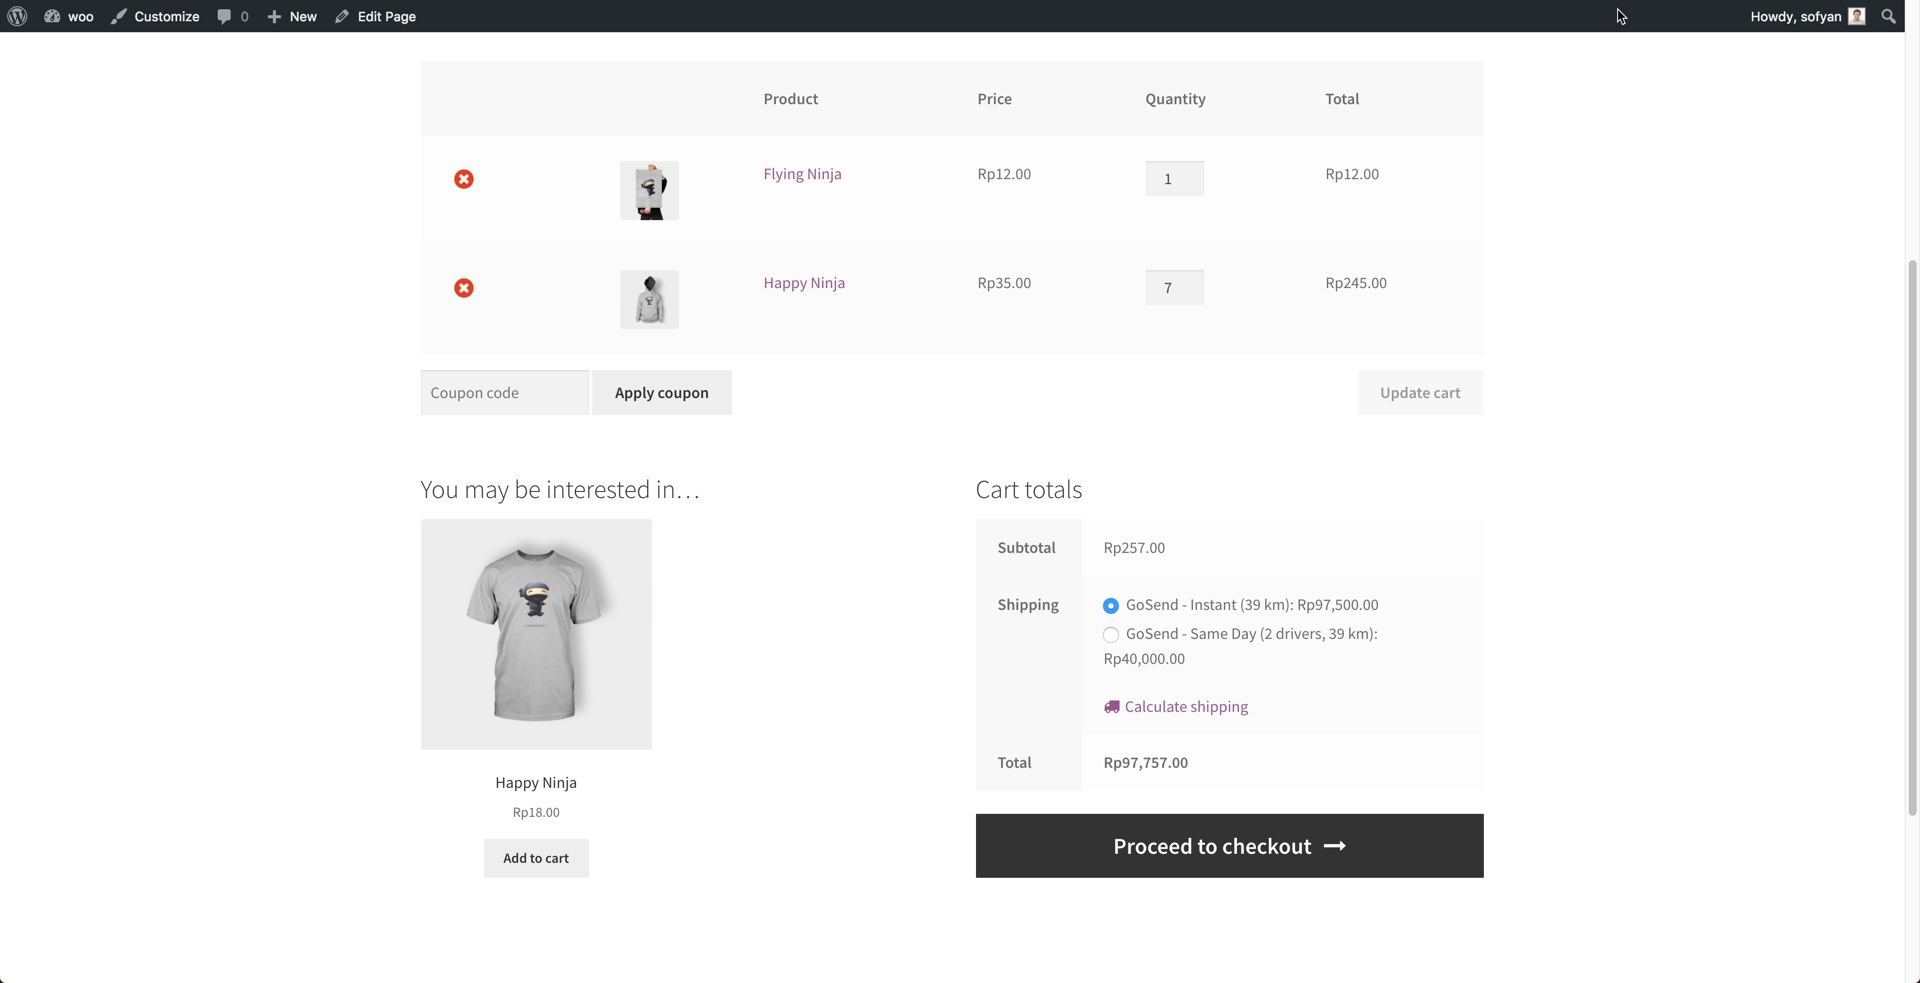 woo Customize 0 New Edit Page Howdy, sofyan
Product Price Quantity Total
Flying Ninja Rp12.00 1 Rp12.00
Happy Ninja Rp35.00 7 Rp245.00
Coupon code Apply coupon Update cart
You may be interested in…
Happy Ninja
Rp18.00
Add to cart
Cart totals
Subtotal Rp257.00
Shipping GoSend - Instant (39 km): Rp97,500.00
GoSend - Same Day (2 drivers, 39 km):
Rp40,000.00
Calculate shipping
Total Rp97,757.00
Proceed to checkout